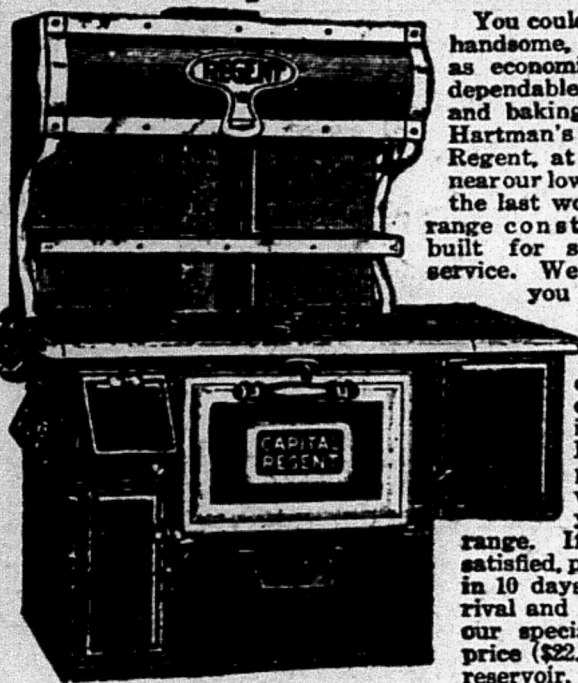 REGENT
CAPITAL
REGENT
You could
handsome,
as economi
dependable
and baking
Hartman's
Regent, at
near our low
the last wo
range const
built for s
service. We
you
range. If
satisfied, p
in 10 days
rival and
our speci
price ($22.
reservoir.